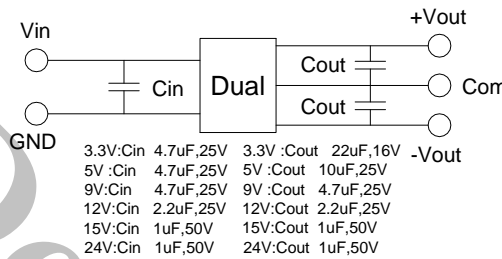 Vin
+Vout
Cin
Dual
Cout
Com
Cout
GND
-Vout
3.3V:Cin 4.7uF,25V 3.3V :Cout 22uF,16V
5V :Cin 4.7uF,25V 5V :Cout 10uF,25V
9V:Cin 4.7uF,25V 9V :Cout 4.7uF,25V
12V:Cin 2.2uF,25V 12V:Cout 2.2uF,25V
15V:Cin 1uF,50V 15V:Cout 1uF,50V
24V:Cin 1uF,50V 24V:Cout 1uF,50V